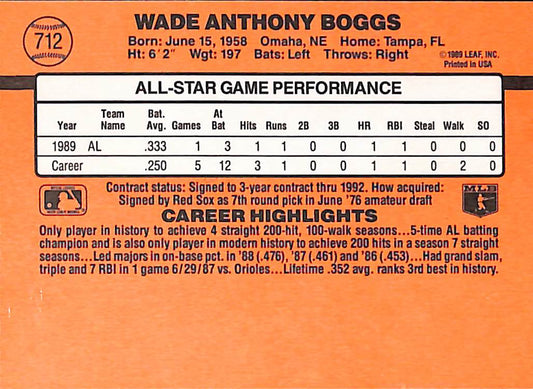 712
WADE ANTHONY BOGGS
Born: June 15, 1958 Omaha, NE Home: Tampa, FL
Ht: 6'2" Wgt: 197 Bats: Left Throws: Right
©1989 LEAF, INC.
Printed in USA
ALL-STAR GAME PERFORMANCE
Year Team Name Bat. Avg. Games At Bat Hits Runs 2B 3B HR RBI Steal Walk SO
1989 AL .333 1 3 1 1 0 0 1 1 0 0 0
Career .250 5 12 3 1 0 0 1 1 0 2 0
Contract status: Signed to 3-year contract thru 1992. How acquired:
Signed by Red Sox as 7th round pick in June '76 amateur draft
MLB
CAREER HIGHLIGHTS
Only player in history to achieve 4 straight 200-hit, 100-walk seasons...5-time AL batting
champion and is also only player in modern history to achieve 200 hits in a season 7 straight
seasons...Led majors in on-base pct. in '88 (.476), '87 (.461) and '86 (.453)...Had grand slam,
triple and 7 RBI in 1 game 6/29/87 vs. Orioles...Lifetime .352 avg. ranks 3rd best in history.